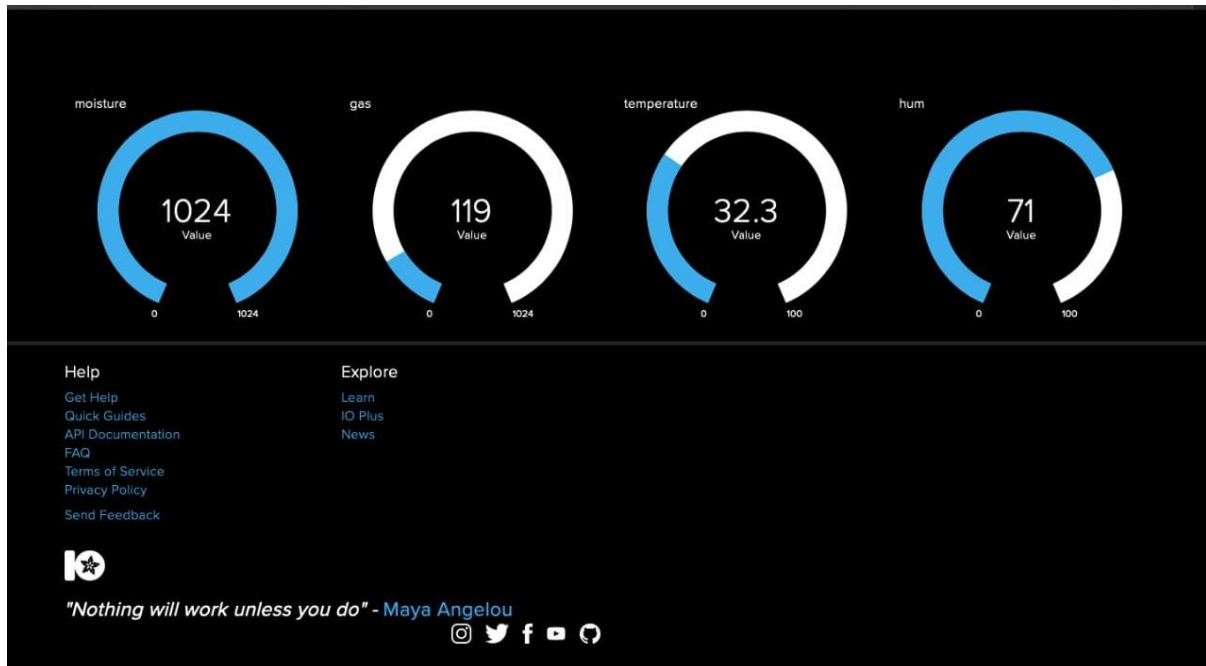 moisture gas temperature hum
1024 119 32.3 71
Value Value Value Value
0 1024 0 1024 0 100 0 100
Help Explore
Get Help Learn
Quick Guides IO Plus
API Documentation News
FAQ
Terms of Service
Privacy Policy
Send Feedback
IO
"Nothing will work unless you do" - Maya Angelou